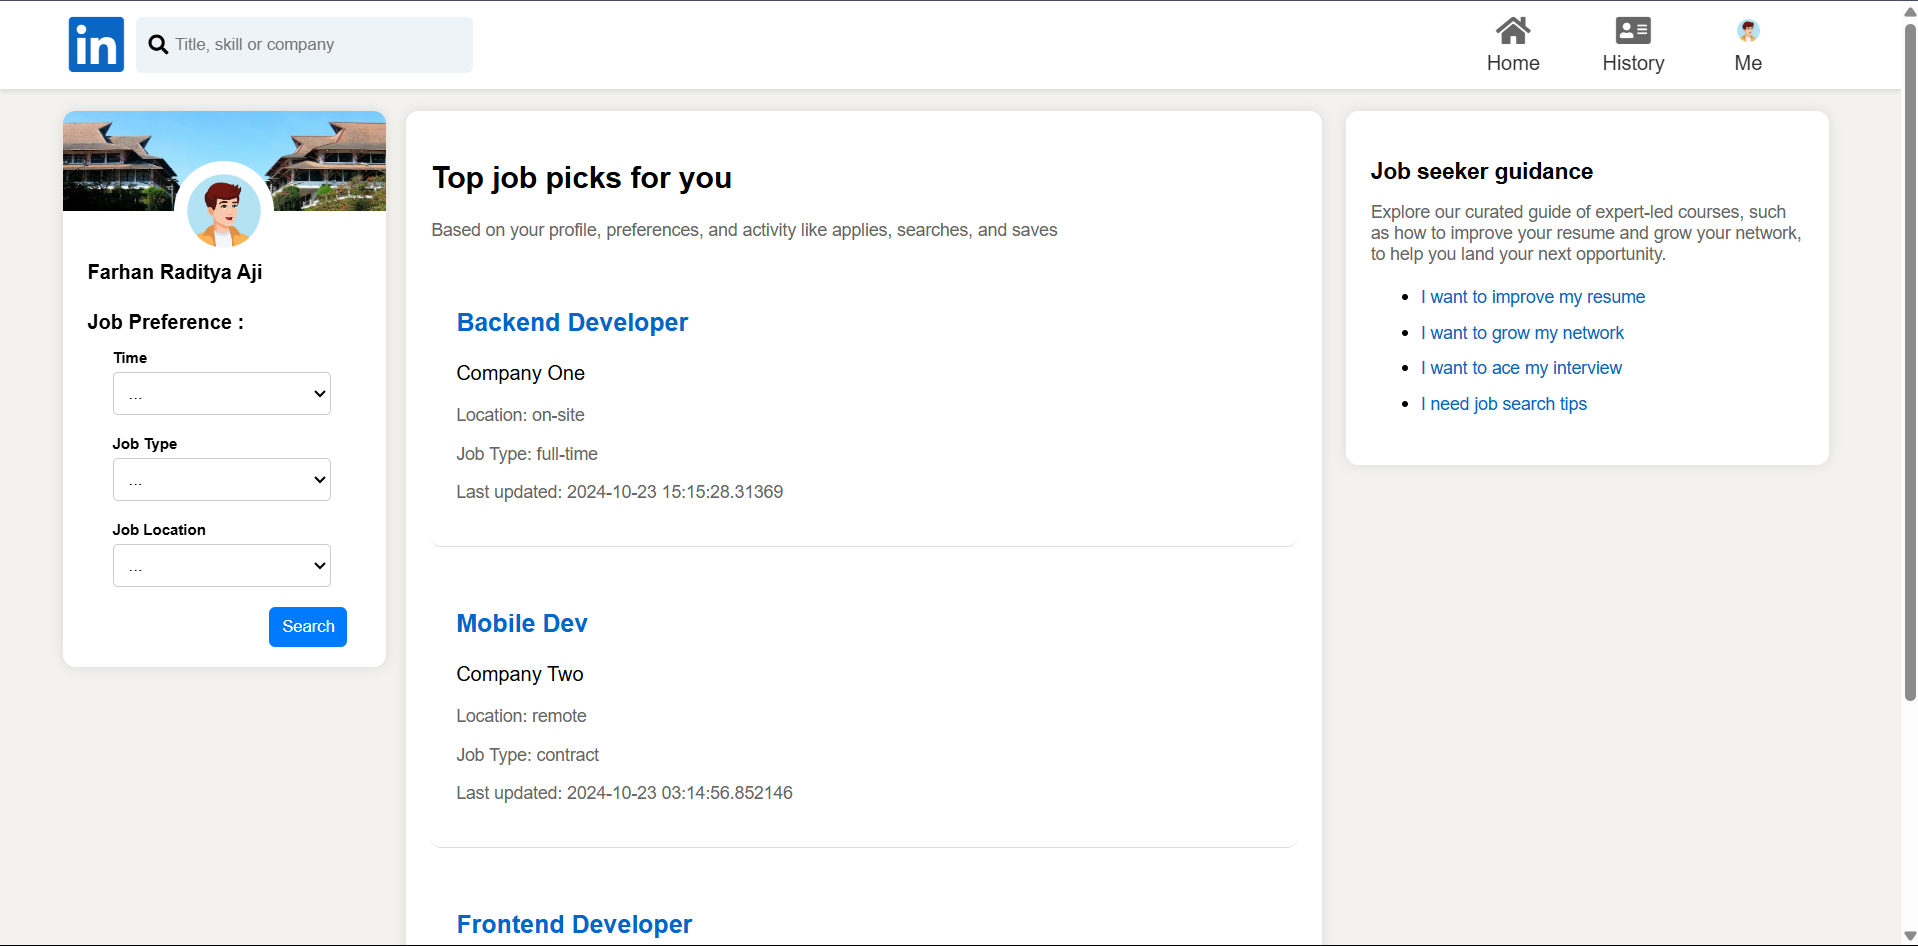 in
Title, skill or company
Home
History
Me
Farhan Raditya Aji
Job Preference :
Time
...
Job Type
...
Job Location
...
Search
Top job picks for you
Based on your profile, preferences, and activity like applies, searches, and saves
Backend Developer
Company One
Location: on-site
Job Type: full-time
Last updated: 2024-10-23 15:15:28.31369
Mobile Dev
Company Two
Location: remote
Job Type: contract
Last updated: 2024-10-23 03:14:56.852146
Frontend Developer
Job seeker guidance
Explore our curated guide of expert-led courses, such
as how to improve your resume and grow your network,
to help you land your next opportunity.
I want to improve my resume
I want to grow my network
I want to ace my interview
I need job search tips